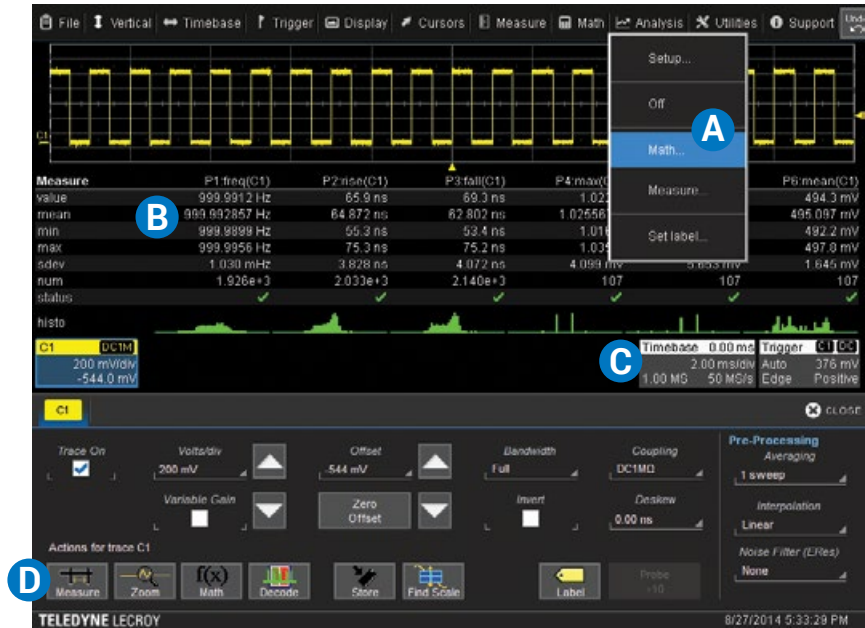 File Vertical Timebase Trigger Display Cursors Measure Math Analysis Utilities Support Undo
Setup...
Off
A
Math...
Measure...
Set label...
C1
Measure P1:freq(C1) P2:rise(C1) P3:fall(C1) P6:mean(C1)
value 999.9912 Hz 65.9 ns 69.3 ns 494.3 mV
B
mean 999.992857 Hz 64.872 ns 62.802 ns 495.097 mV
min 999.9899 Hz 55.3 ns 53.4 ns 492.2 mV
max 999.9956 Hz 75.3 ns 75.2 ns 497.8 mV
sdev 1.030 mHz 3.828 ns 4.072 ns 4.099 mV 1.645 mV
num 1.926e+3 2.033e+3 2.140e+3 107 107 107
status
histo
C1 DC1M
200 mV/div
-544.0 mV
C
Timebase 0.00 ms Trigger C1 DC
2.00 ms/div Auto 376 mV
1.00 MS 50 MS/s Edge Positive
C1 CLOSE
Trace On Volts/div Offset Bandwidth Coupling
200 mV -544 mV Full DC1MΩ
Variable Gain Zero Offset Invert Deskew
0.00 ns
Pre-Processing
Averaging
1 sweep
Interpolation
Linear
Noise Filter (ERes)
None
Actions for trace C1
D
Measure Zoom f(x) Math Decode Store Find Scale Label Probe ÷10
TELEDYNE LECROY 8/27/2014 5:33:29 PM